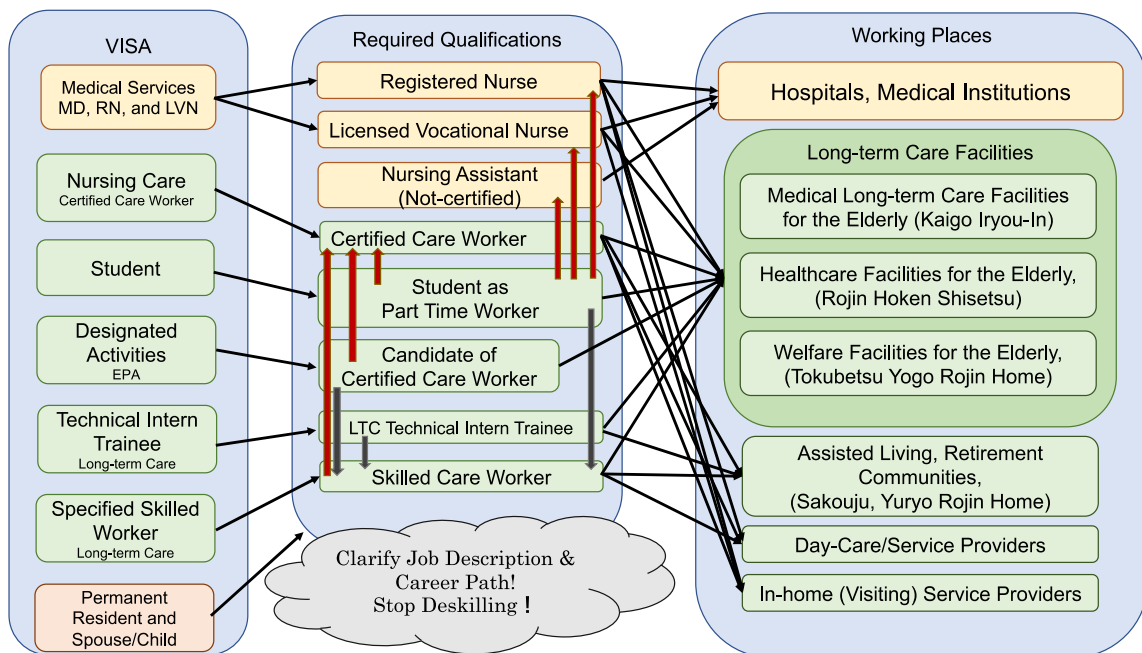 VISA
Medical Services
MD, RN, and LVN
Nursing Care
Certified Care Worker
Student
Designated
Activities
EPA
Technical Intern
Trainee
Long-term Care
Specified Skilled
Worker
Long-term Care
Permanent
Resident and
Spouse/Child
Required Qualifications
Registered Nurse
Licensed Vocational Nurse
Nursing Assistant
(Not-certified)
Certified Care Worker
Student as
Part Time Worker
Candidate of
Certified Care Worker
LTC Technical Intern Trainee
Skilled Care Worker
Clarify Job Description &
Career Path!
Stop Deskilling！
Working Places
Hospitals, Medical Institutions
Long-term Care Facilities
Medical Long-term Care Facilities
for the Elderly (Kaigo Iryou-In)
Healthcare Facilities for the Elderly,
(Rojin Hoken Shisetsu)
Welfare Facilities for the Elderly,
(Tokubetsu Yogo Rojin Home)
Assisted Living, Retirement
Communities,
(Sakouju, Yuryo Rojin Home)
Day-Care/Service Providers
In-home (Visiting) Service Providers